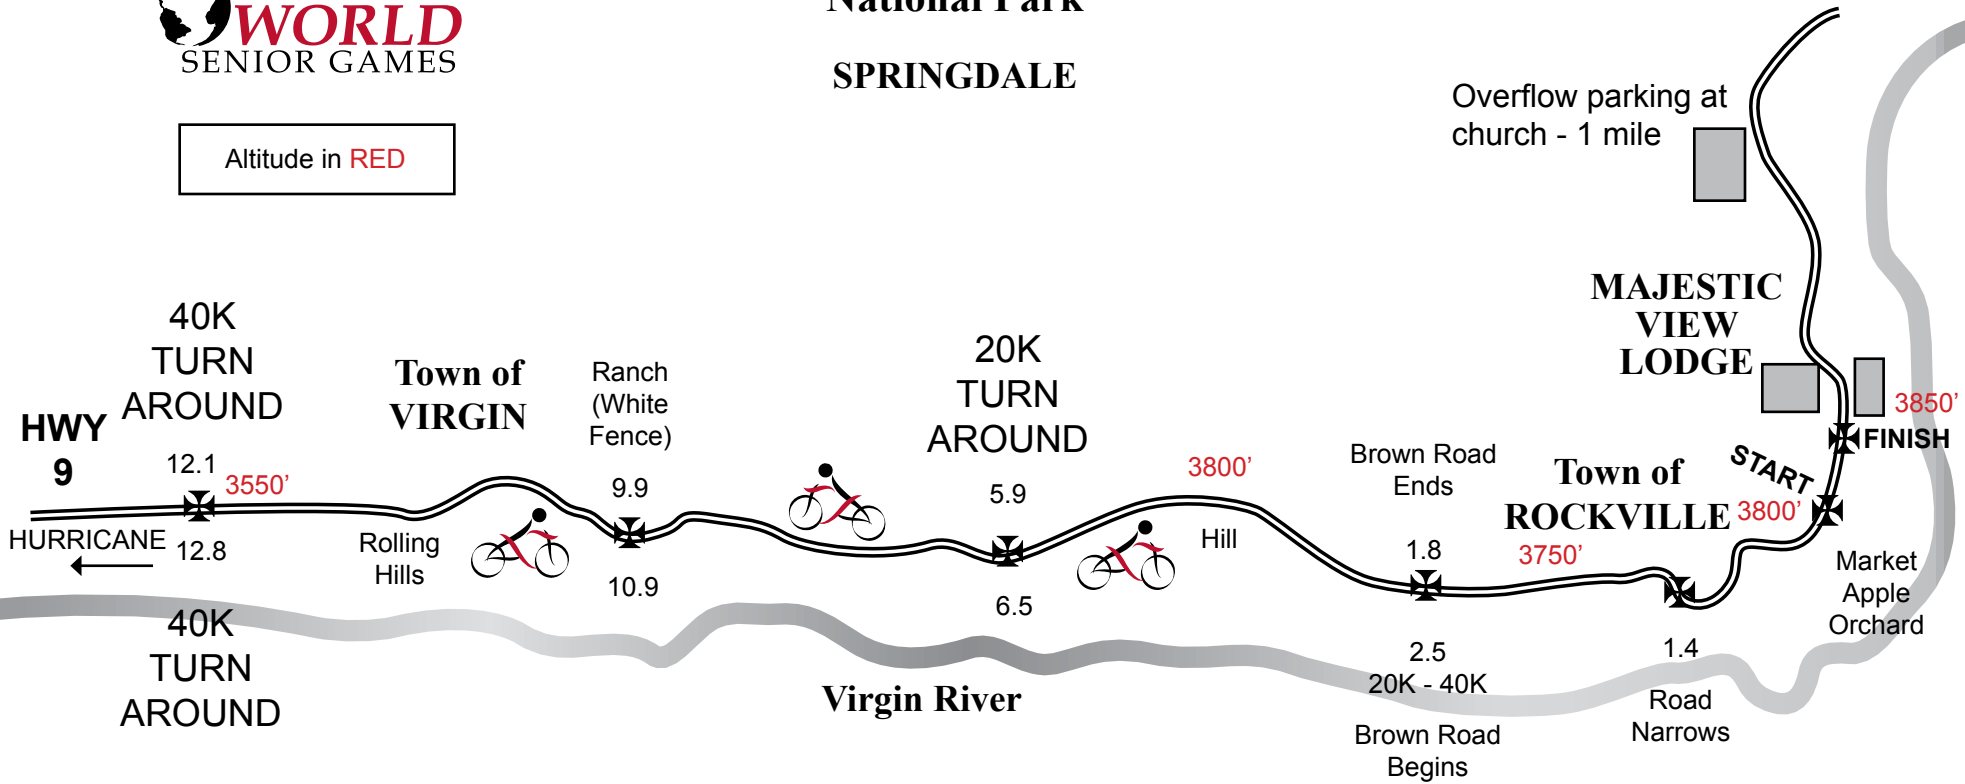 WORLD
SENIOR GAMES
National Park
SPRINGDALE
Altitude in RED
Overflow parking at
church - 1 mile
MAJESTIC
VIEW
LODGE
3850’
FINISH
START
3800’
Market
Apple
Orchard
Town of
ROCKVILLE
3750’
1.4
Road
Narrows
Brown Road
Ends
1.8
2.5
20K - 40K
Brown Road
Begins
3800’
Hill
20K
TURN
AROUND
5.9
6.5
Ranch
(White
Fence)
9.9
10.9
Town of
VIRGIN
Rolling
Hills
40K
TURN
AROUND
12.1
3550’
12.8
40K
TURN
AROUND
HWY
9
HURRICANE
Virgin River